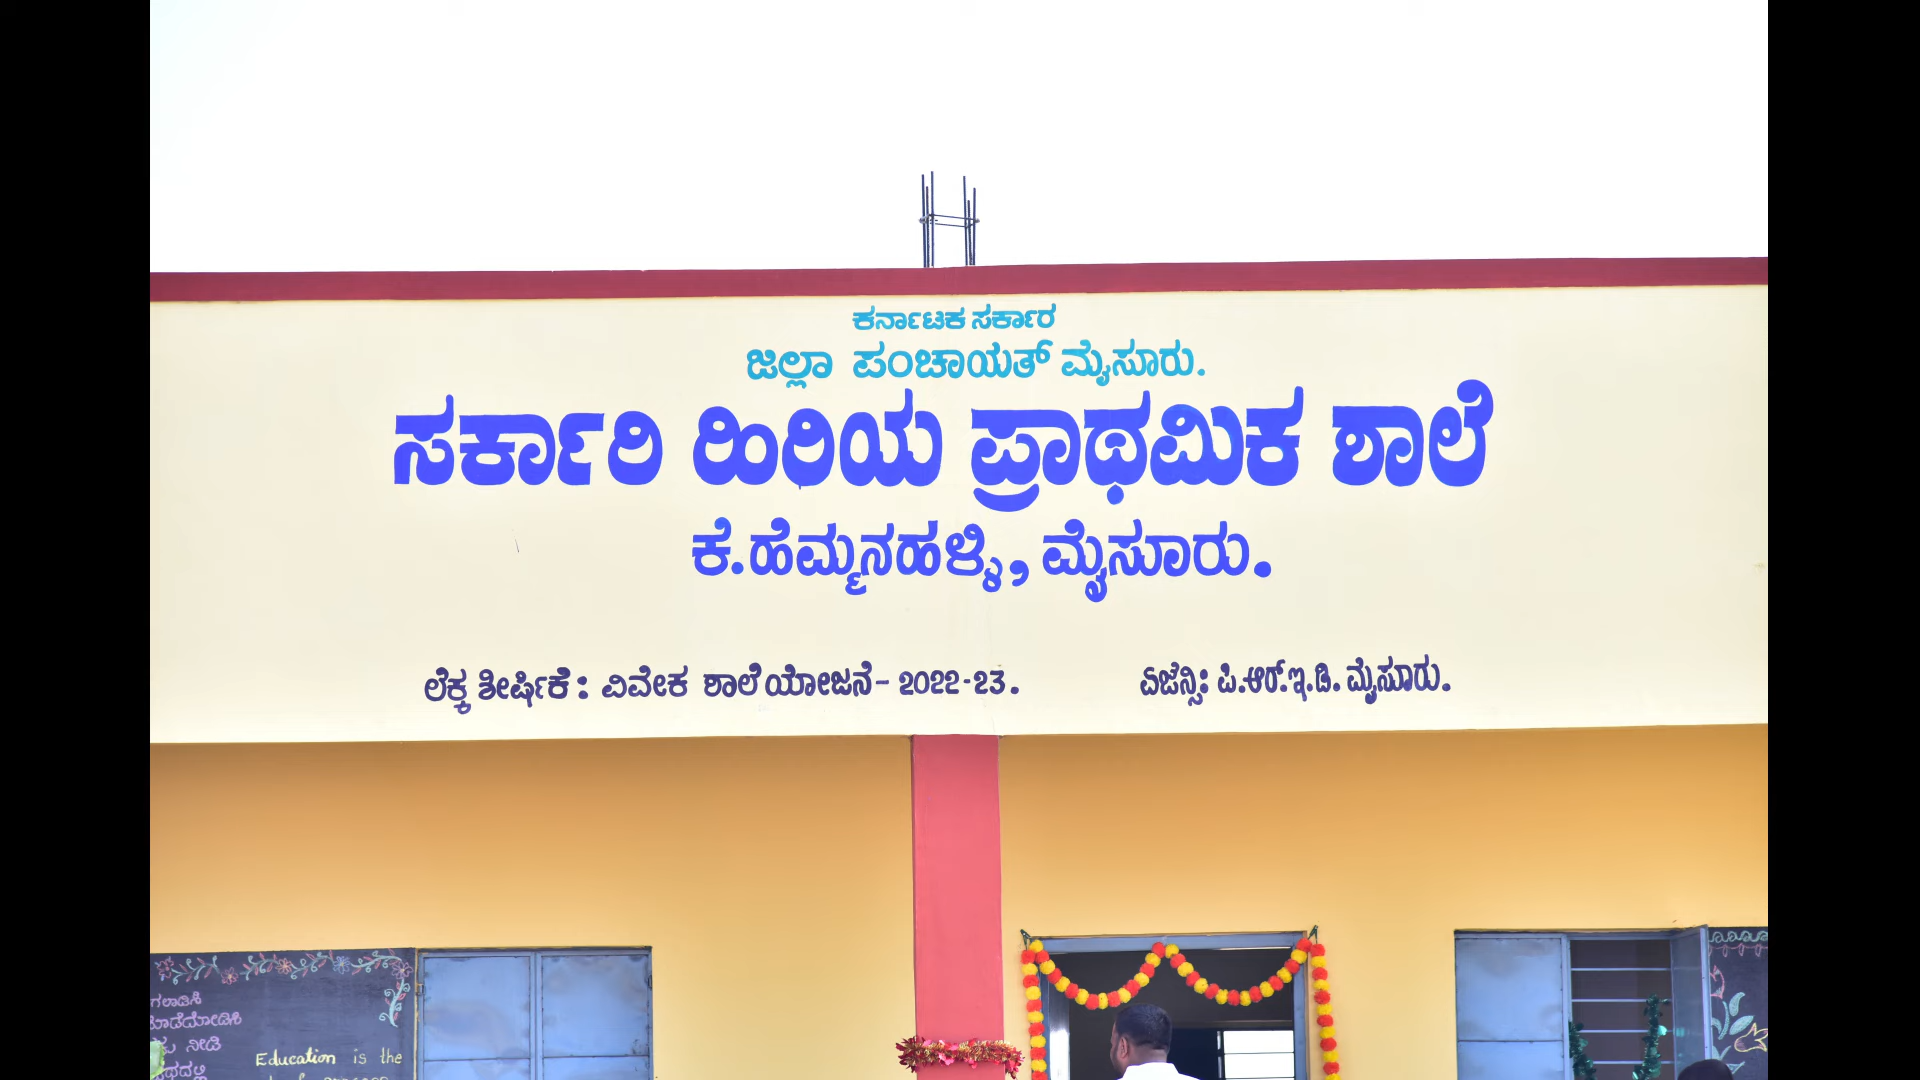 ಕರ್ನಾಟಕ ಸರ್ಕಾರ
ಜಿಲ್ಲಾ ಪಂಚಾಯತ್ ಮೈಸೂರು.
ಸರ್ಕಾರಿ ಹಿರಿಯ ಪ್ರಾಥಮಿಕ ಶಾಲೆ
ಕೆ.ಹೆಮ್ಮನಹಳ್ಳಿ, ಮೈಸೂರು.
ಲೆಕ್ಕ ಶೀರ್ಷಿಕೆ: ವಿವೇಕ ಶಾಲೆ ಯೋಜನೆ- 2022-23. ಏಜೆನ್ಸಿ: ಪಿ.ಆರ್.ಇ.ಡಿ. ಮೈಸೂರು.
ನೀಡಿ
Education is the